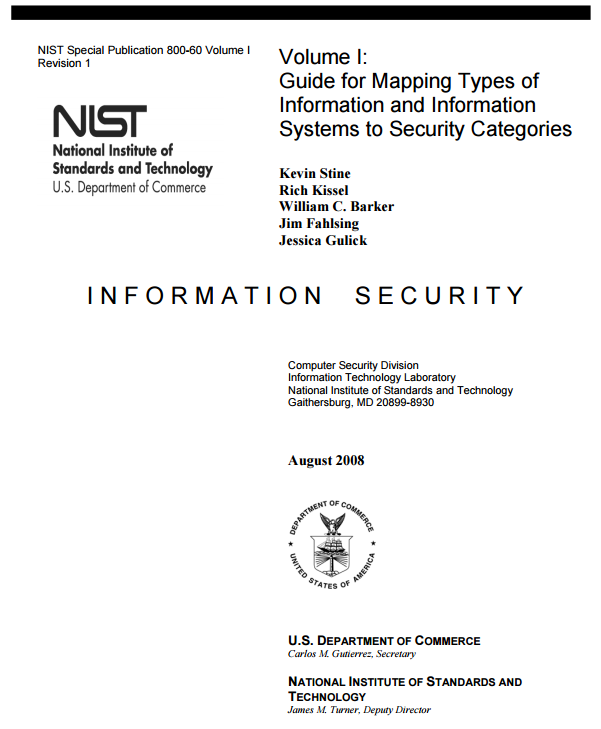 NIST Special Publication 800-60 Volume I
Revision 1
NIST
National Institute of
Standards and Technology
U.S. Department of Commerce
Volume I:
Guide for Mapping Types of
Information and Information
Systems to Security Categories
Kevin Stine
Rich Kissel
William C. Barker
Jim Fahlsing
Jessica Gulick
INFORMATION SECURITY
Computer Security Division
Information Technology Laboratory
National Institute of Standards and Technology
Gaithersburg, MD 20899-8930
August 2008
DEPARTMENT OF COMMERCE
UNITED STATES OF AMERICA
U.S. DEPARTMENT OF COMMERCE
Carlos M. Gutierrez, Secretary
NATIONAL INSTITUTE OF STANDARDS AND
TECHNOLOGY
James M. Turner, Deputy Director